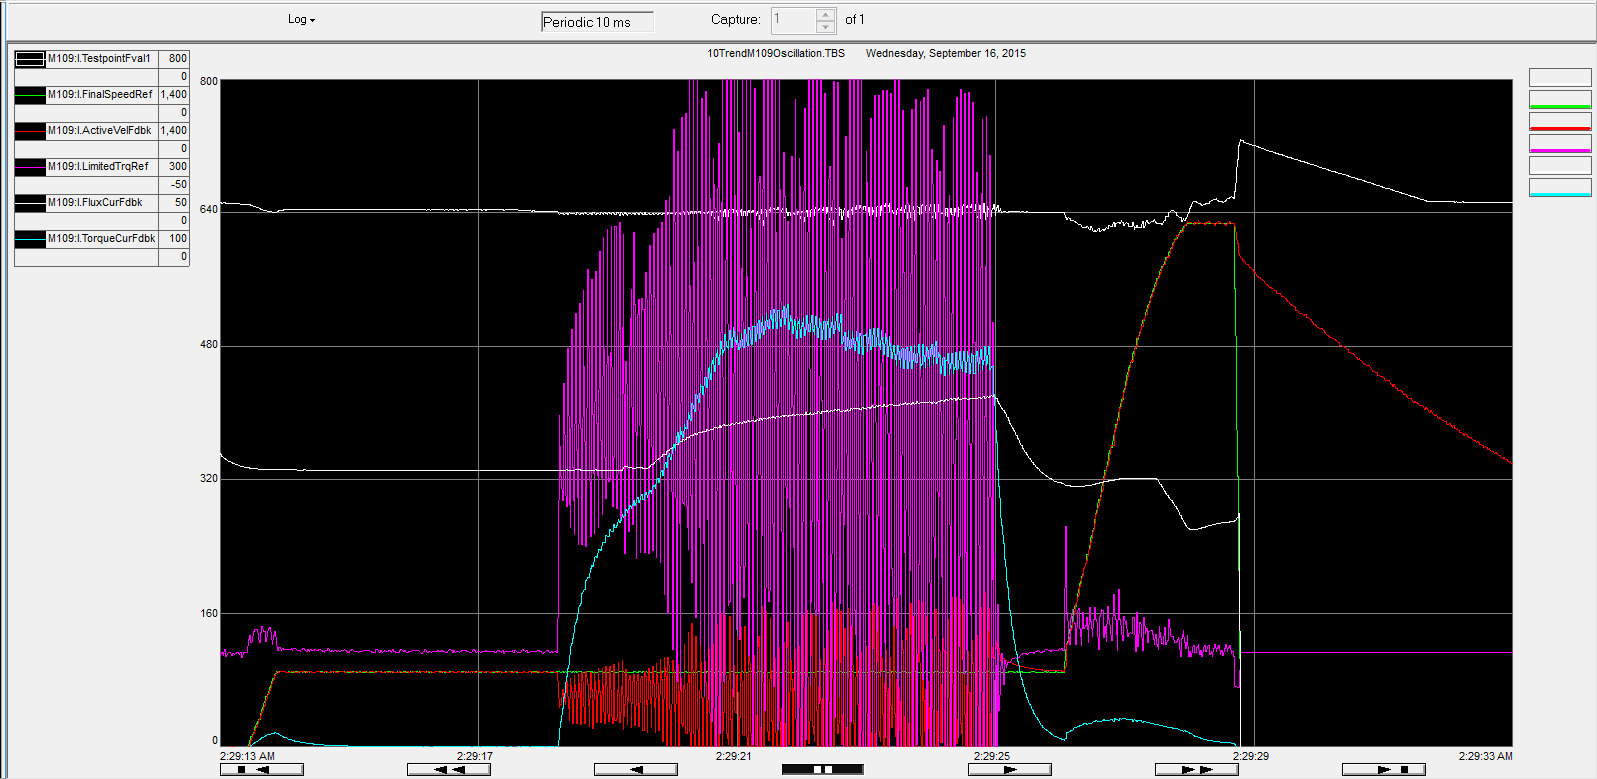 Log
Periodic 10 ms
Capture: 1 of 1
10TrendM109Oscillation.TBS Wednesday, September 16, 2015
M109:I.TestpointFval1 800
0
M109:I.FinalSpeedRef 1,400
0
M109:I.ActiveVelFdbk 1,400
0
M109:I.LimitedTrqRef 300
-50
M109:I.FluxCurFdbk 50
0
M109:I.TorqueCurFdbk 100
0
800
640
480
320
160
0
2:29:13 AM 2:29:17 2:29:21 2:29:25 2:29:29 2:29:33 AM